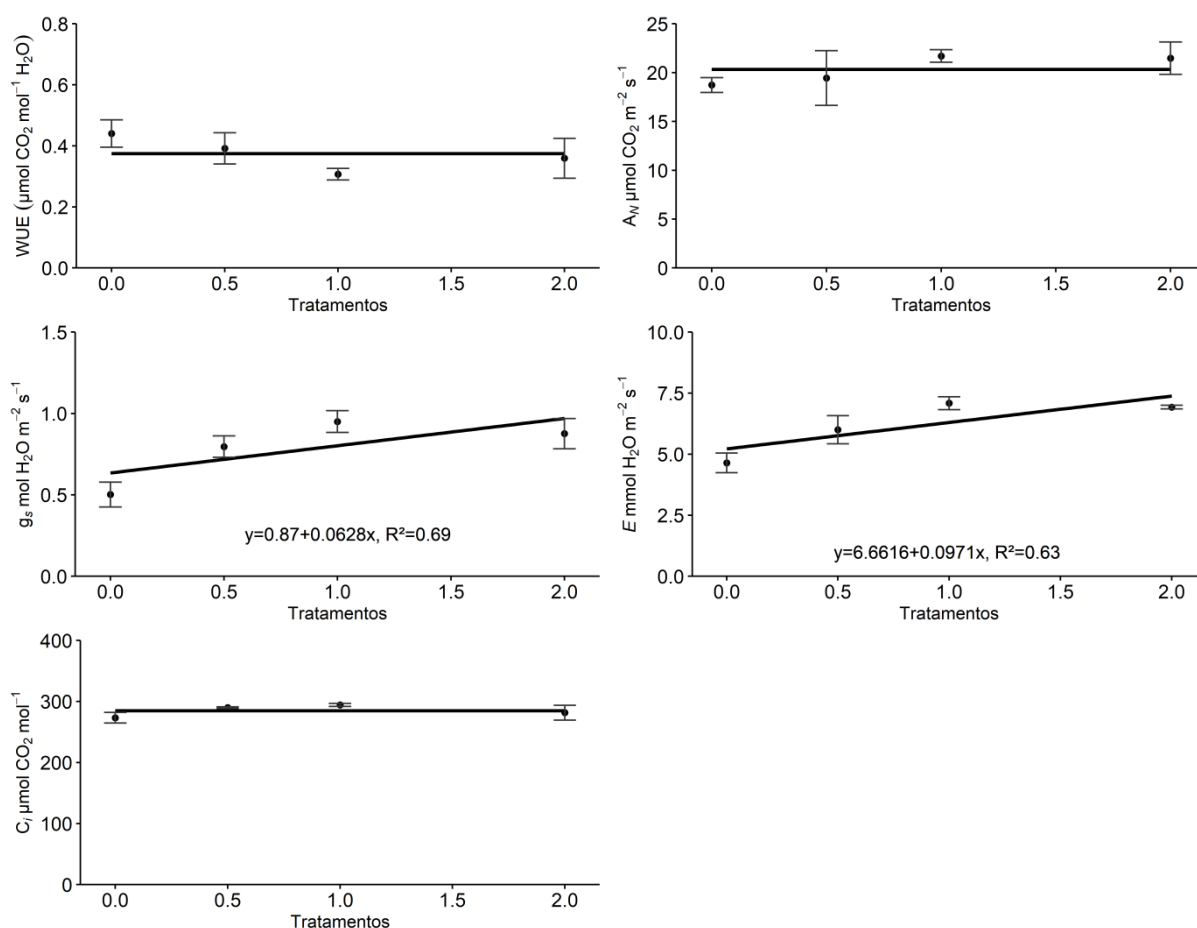 WUE (µmol CO₂ mol⁻¹ H₂O)
0.8
0.6
0.4
0.2
0.0
0.0 0.5 1.0 1.5 2.0
Tratamentos
A_N µmol CO₂ m⁻² s⁻¹
25
20
15
10
5
0
0.0 0.5 1.0 1.5 2.0
Tratamentos
g_s mol H₂O m⁻² s⁻¹
1.5
1.0
0.5
0.0
y=0.87+0.0628x, R²=0.69
0.0 0.5 1.0 1.5 2.0
Tratamentos
E mmol H₂O m⁻² s⁻¹
10.0
7.5
5.0
2.5
0.0
y=6.6616+0.0971x, R²=0.63
0.0 0.5 1.0 1.5 2.0
Tratamentos
C_i µmol CO₂ mol⁻¹
400
300
200
100
0
0.0 0.5 1.0 1.5 2.0
Tratamentos